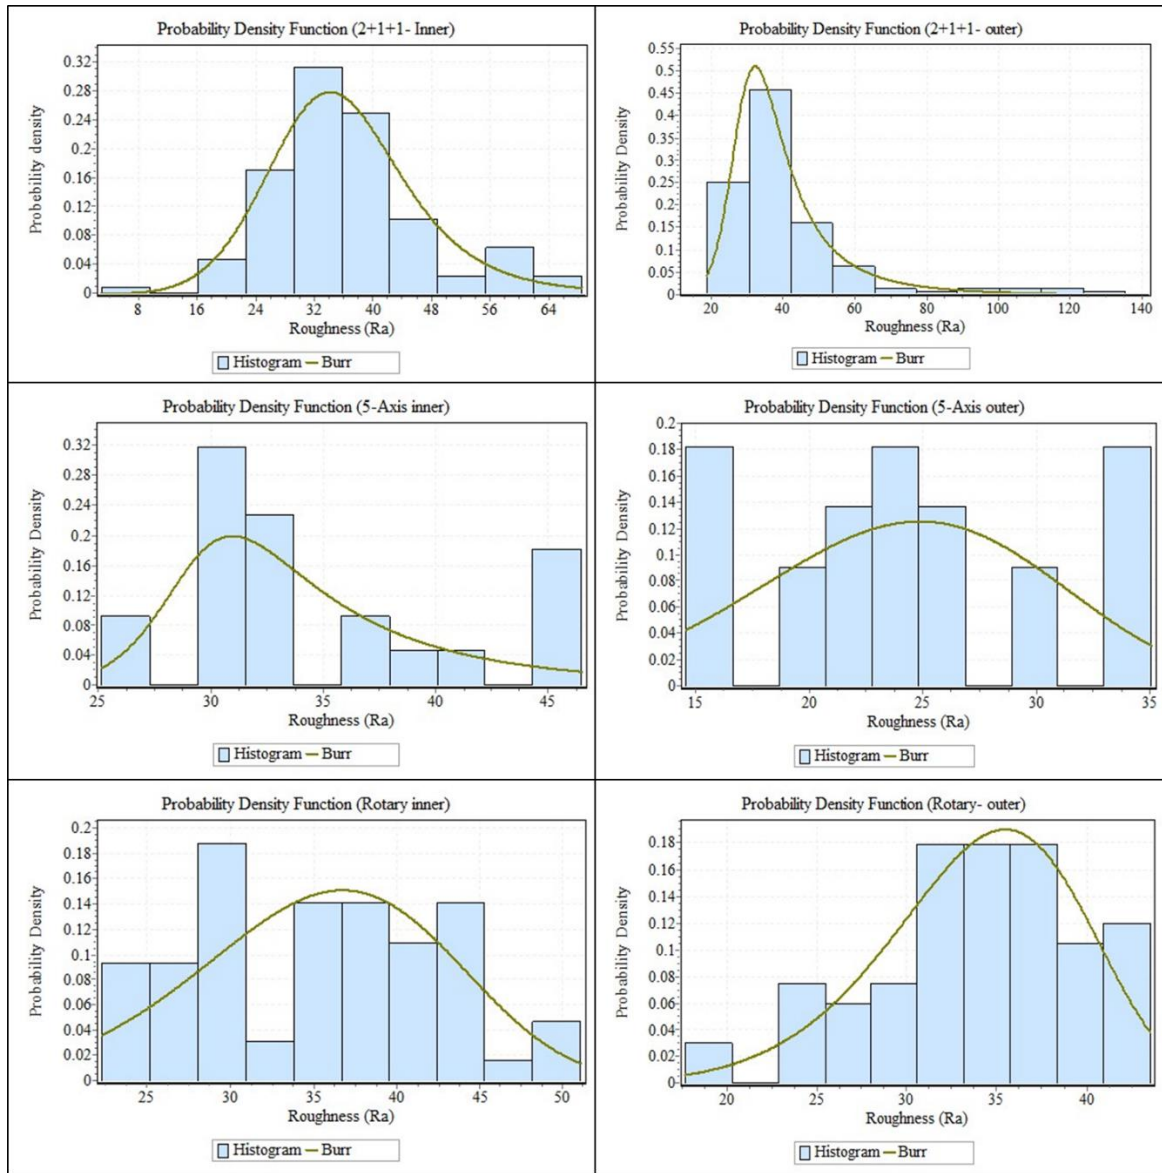 Probability Density Function (2+1+1- Inner)
0.32
0.28
0.24
0.2
0.16
0.12
0.08
0.04
0
Probebility density
8 16 24 32 40 48 56 64
Roughness (Ra)
Histogram Burr
Probability Density Function (2+1+1- outer)
0.55
0.5
0.45
0.4
0.35
0.3
0.25
0.2
0.15
0.1
0.05
0
Probability Density
20 40 60 80 100 120 140
Roughness (Ra)
Histogram Burr
Probability Density Function (5-Axis inner)
0.32
0.28
0.24
0.2
0.16
0.12
0.08
0.04
0
Probability Density
25 30 35 40 45
Roughness (Ra)
Histogram Burr
Probability Density Function (5-Axis outer)
0.2
0.18
0.16
0.14
0.12
0.1
0.08
0.06
0.04
0.02
0
Probability Density
15 20 25 30 35
Roughness (Ra)
Histogram Burr
Probability Density Function (Rotary inner)
0.2
0.18
0.16
0.14
0.12
0.1
0.08
0.06
0.04
0.02
0
Probability Density
25 30 35 40 45 50
Roughness (Ra)
Histogram Burr
Probability Density Function (Rotary- outer)
0.18
0.16
0.14
0.12
0.1
0.08
0.06
0.04
0.02
0
Probability Density
20 25 30 35 40
Roughness (Ra)
Histogram Burr